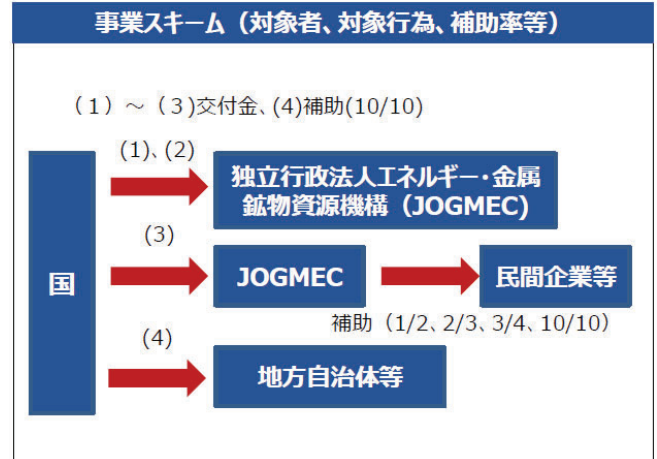 事業スキーム（対象者、対象行為、補助率等）
（１）～（３)交付金、(4)補助(10/10)
(1)、(2)
独立行政法人エネルギー・金属
鉱物資源機構（JOGMEC)
(3)
国
JOGMEC
民間企業等
補助（1/2、2/3、3/4、10/10）
(4)
地方自治体等